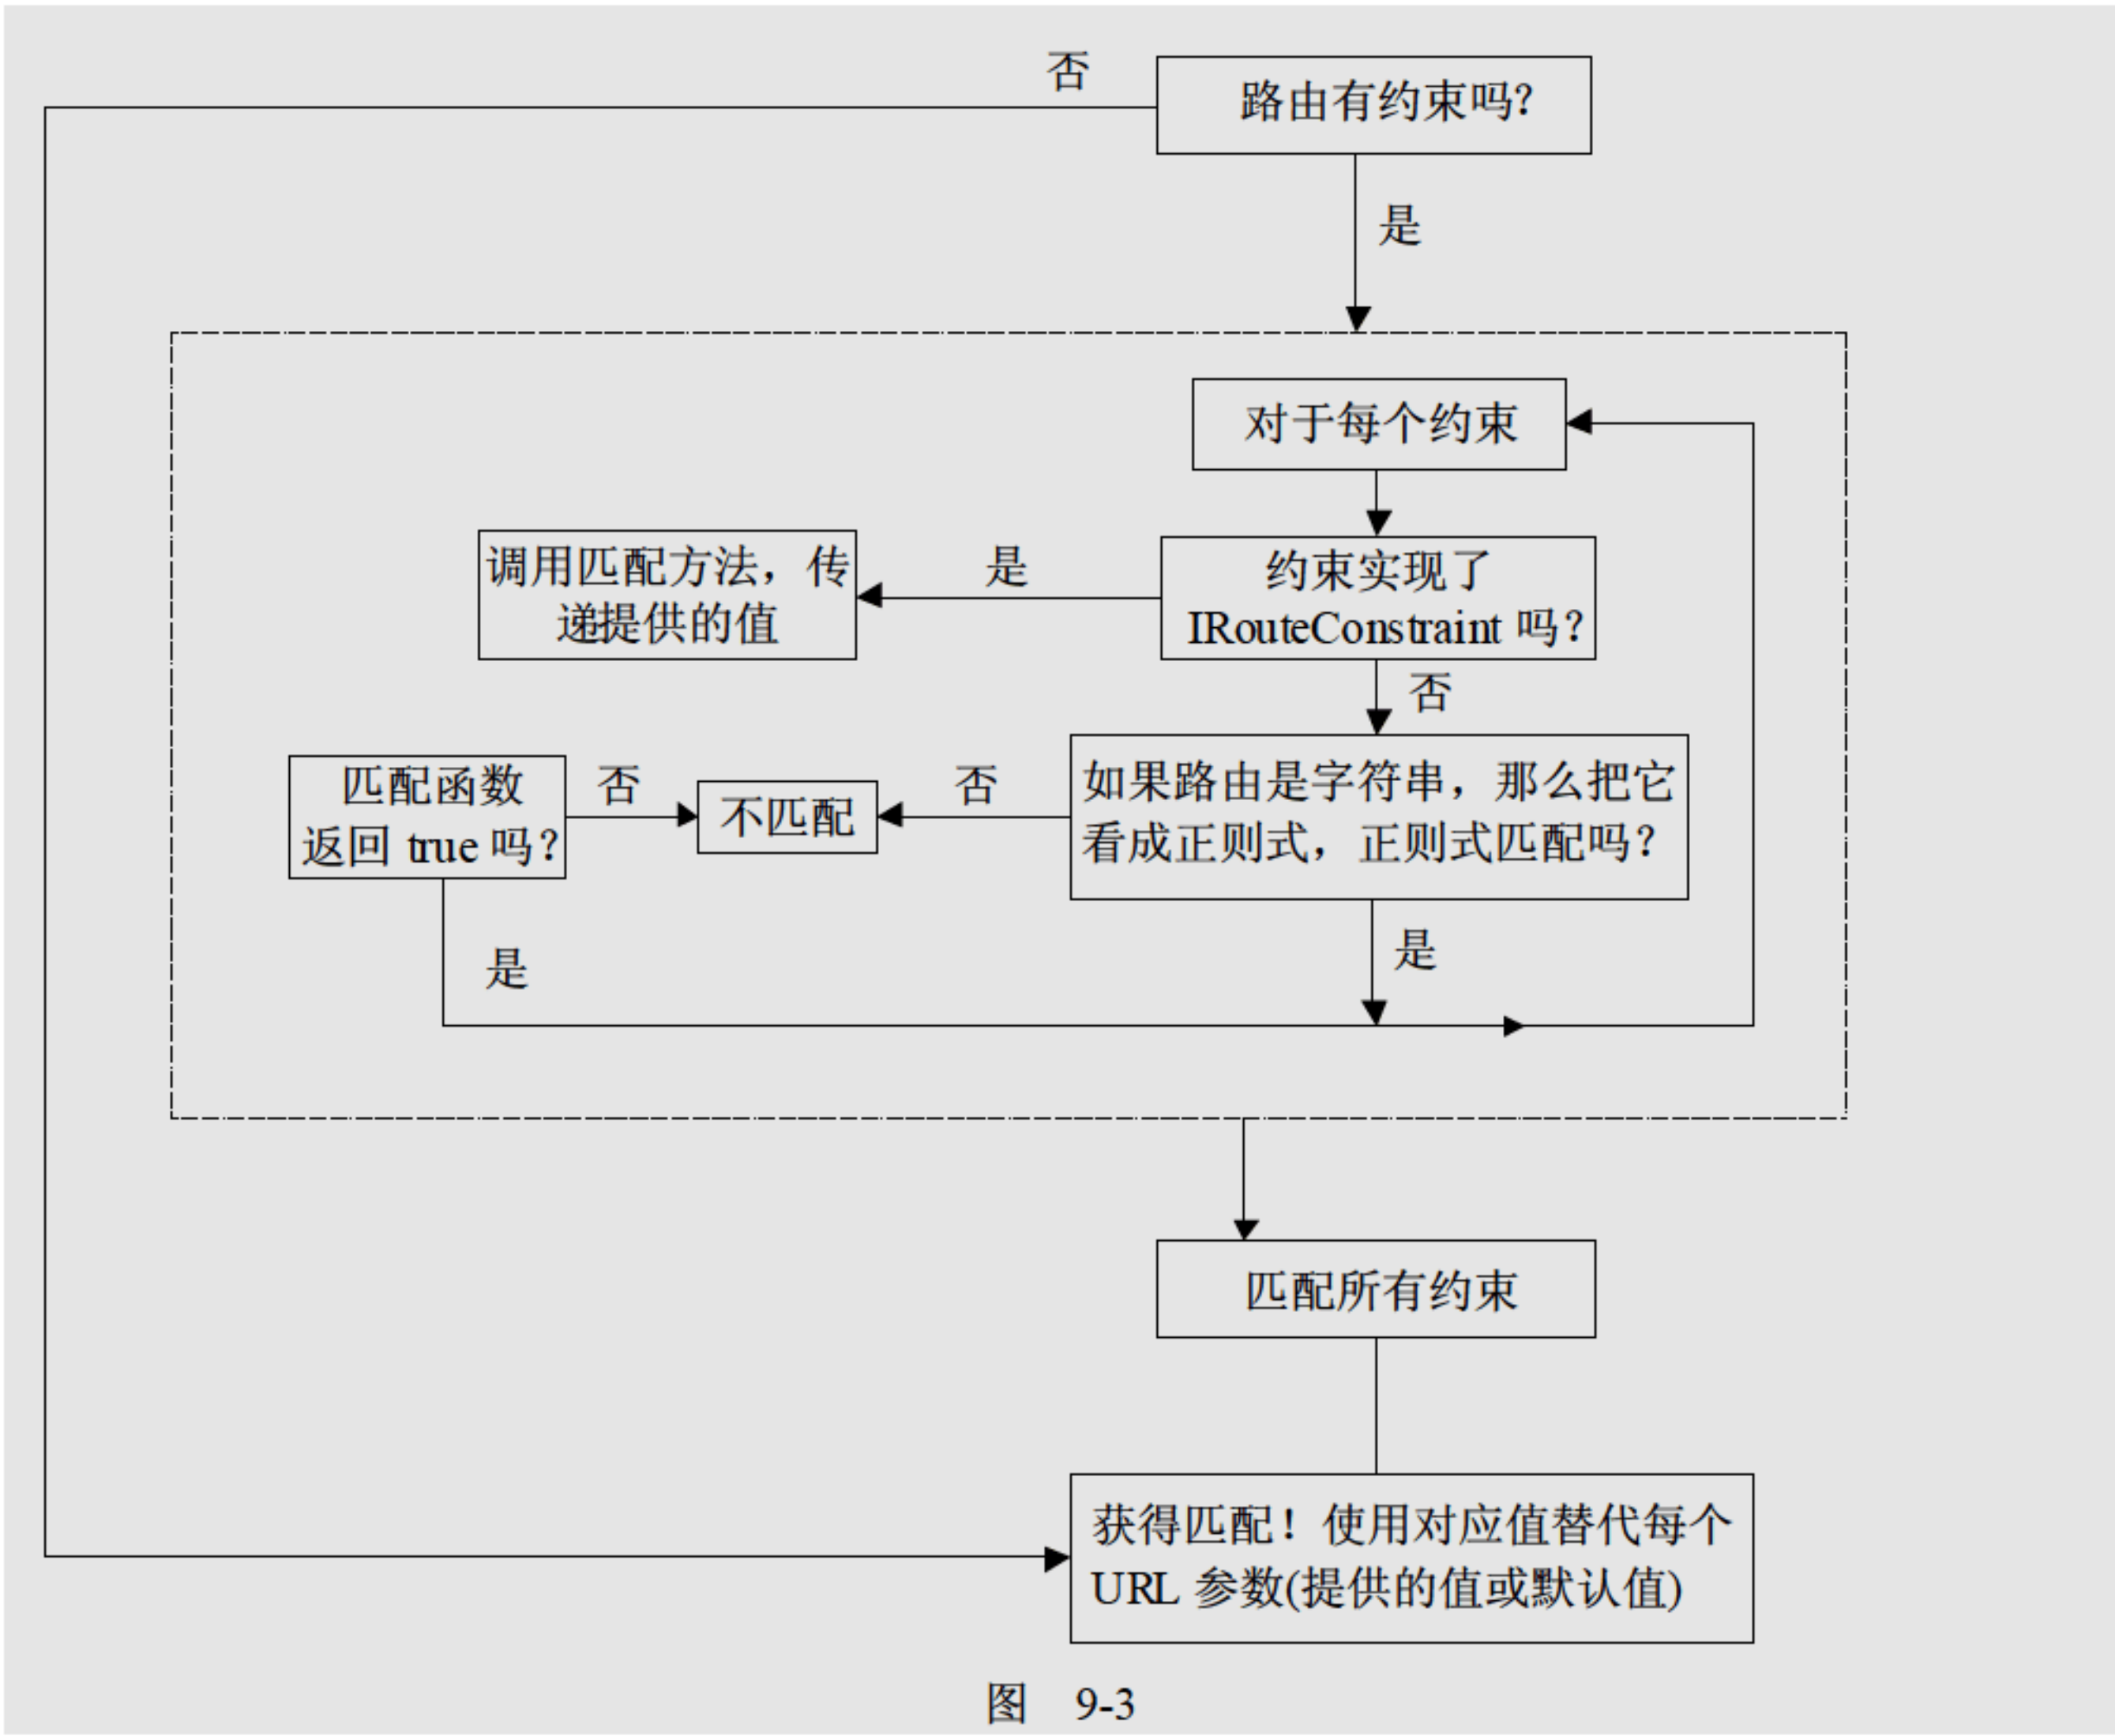 否
路由有约束吗?
是
对于每个约束
调用匹配方法，传
递提供的值
是
约束实现了
IRouteConstraint 吗?
否
匹配函数
返回 true 吗?
否
不匹配
否
如果路由是字符串，那么把它
看成正则式，正则式匹配吗?
是
是
匹配所有约束
获得匹配！使用对应值替代每个
URL 参数(提供的值或默认值)
图 9-3